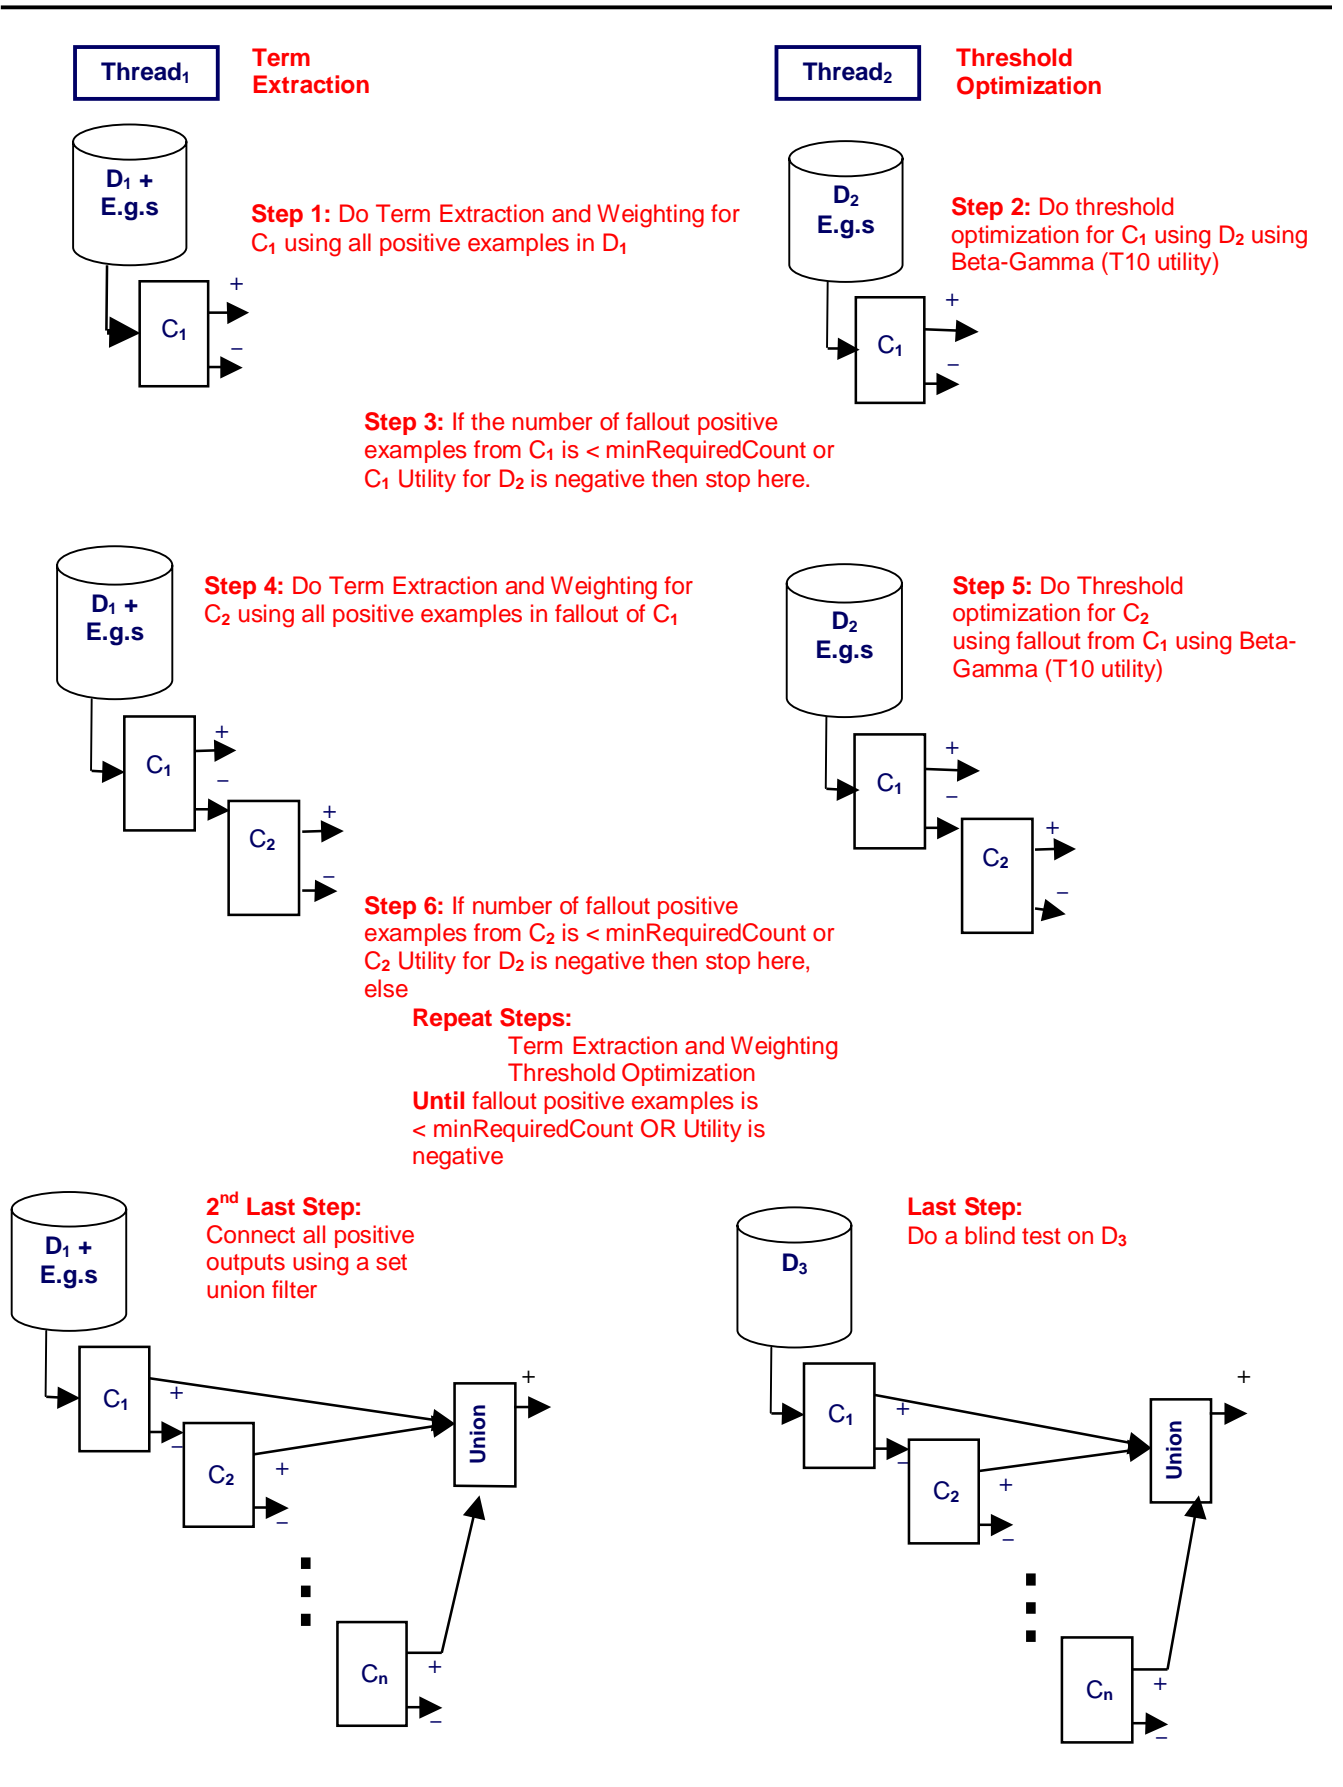 Thread₁
Term
Extraction
Thread₂
Threshold
Optimization
D₁ +
E.g.s
Step 1: Do Term Extraction and Weighting for
C₁ using all positive examples in D₁
+
C₁
–
D₂
E.g.s
Step 2: Do threshold
optimization for C₁ using D₂ using
Beta-Gamma (T10 utility)
+
C₁
–
Step 3: If the number of fallout positive
examples from C₁ is < minRequiredCount or
C₁ Utility for D₂ is negative then stop here.
D₁ +
E.g.s
Step 4: Do Term Extraction and Weighting for
C₂ using all positive examples in fallout of C₁
+
C₁
–
+
C₂
–
D₂
E.g.s
Step 5: Do Threshold
optimization for C₂
using fallout from C₁ using Beta-
Gamma (T10 utility)
+
C₁
–
+
C₂
–
Step 6: If number of fallout positive
examples from C₂ is < minRequiredCount or
C₂ Utility for D₂ is negative then stop here,
else
Repeat Steps:
Term Extraction and Weighting
Threshold Optimization
Until fallout positive examples is
< minRequiredCount OR Utility is
negative
D₁ +
E.g.s
2nd Last Step:
Connect all positive
outputs using a set
union filter
C₁
+
–
C₂
+
–
Union
+
Cn
+
–
Last Step:
Do a blind test on D₃
D₃
C₁
+
–
C₂
+
–
Union
+
Cn
+
–